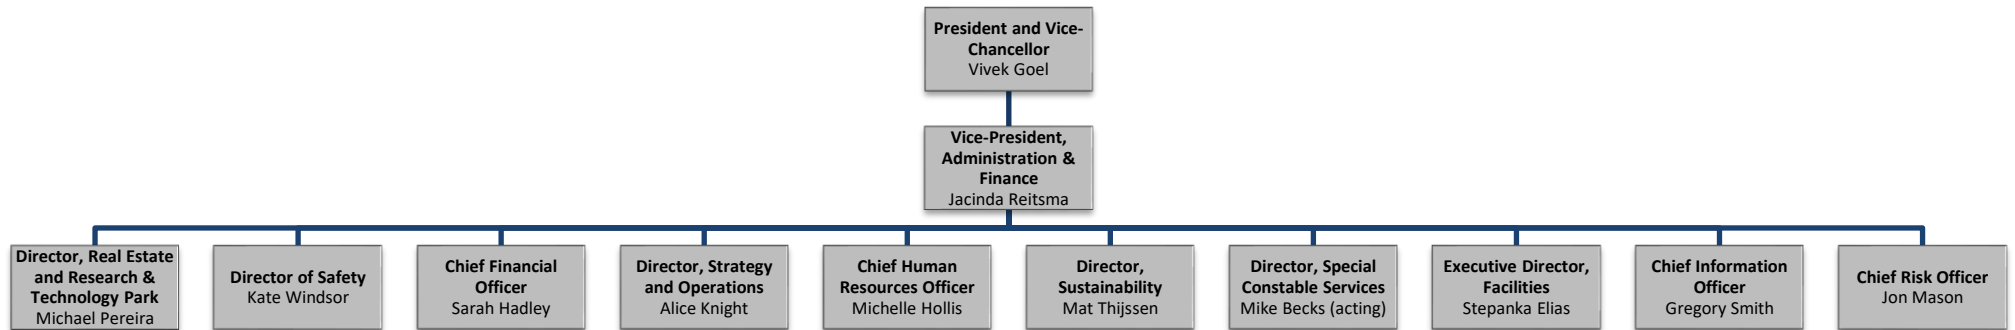 President and Vice-
Chancellor
Vivek Goel
Vice-President,
Administration &
Finance
Jacinda Reitsma
Director, Real Estate
and Research &
Technology Park
Michael Pereira
Director of Safety
Kate Windsor
Chief Financial
Officer
Sarah Hadley
Director, Strategy
and Operations
Alice Knight
Chief Human
Resources Officer
Michelle Hollis
Director,
Sustainability
Mat Thijssen
Director, Special
Constable Services
Mike Becks (acting)
Executive Director,
Facilities
Stepanka Elias
Chief Information
Officer
Gregory Smith
Chief Risk Officer
Jon Mason